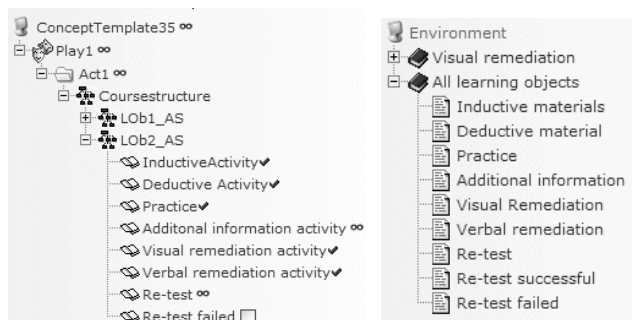 ConceptTemplate35 ∞
Play1 ∞
Act1 ∞
Coursestructure
LOb1_AS
LOb2_AS
InductiveActivity✔
Deductive Activity✔
Practice✔
Additonal information activity ∞
Visual remediation activity✔
Verbal remediation activity✔
Re-test ∞
Re-test failed
Environment
Visual remediation
All learning objects
Inductive materials
Deductive material
Practice
Additional information
Visual Remediation
Verbal remediation
Re-test
Re-test successful
Re-test failed